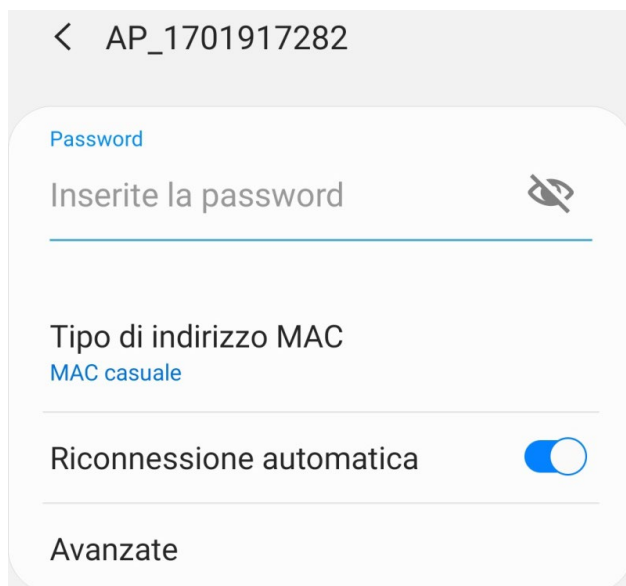 AP_1701917282
Password
Inserite la password
Tipo di indirizzo MAC
MAC casuale
Riconnessione automatica
Avanzate